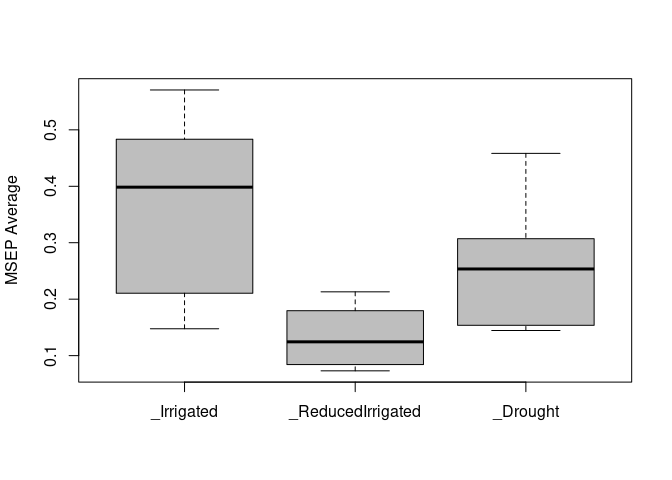 MSEP Average
0.5
0.4
0.3
0.2
0.1
_Irrigated
_ReducedIrrigated
_Drought